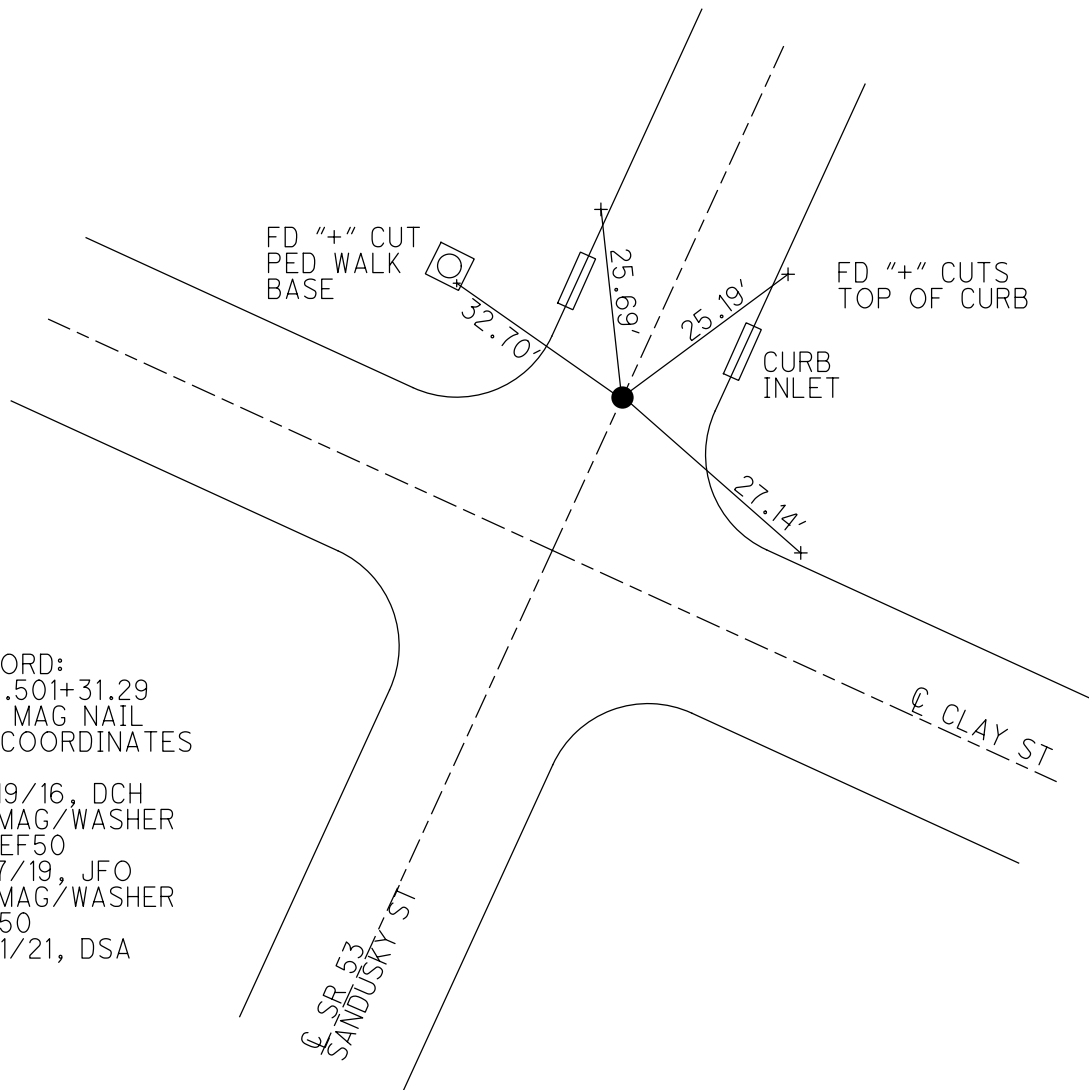 FD "+" CUT
PED WALK
BASE
32.70'
25.69'
25.19'
FD "+" CUTS
TOP OF CURB
CURB
INLET
27.14'
ORD:
.501+31.29
MAG NAIL
COORDINATES
19/16, DCH
MAG/WASHER
EF50
7/19, JFO
MAG/WASHER
50
1/21, DSA
℄ CLAY ST
℄ SR 53
SANDUSKY ST